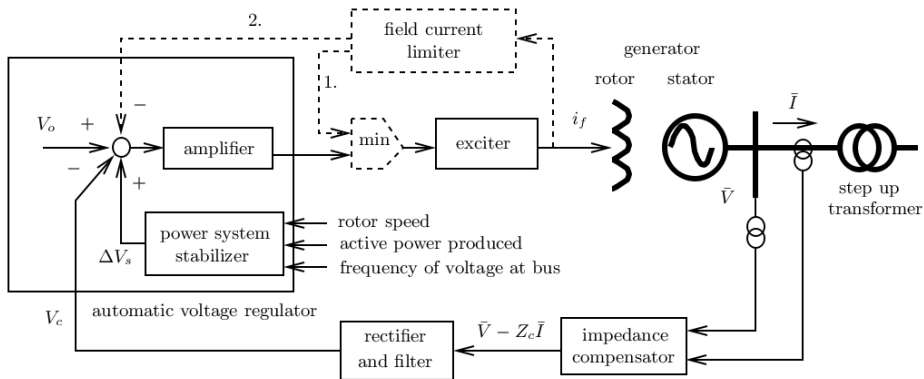 2.
field current
limiter
generator
1.
rotor
stator
V̄
Ī
V_o
+
−
−
+
amplifier
min
exciter
i_f
step up
transformer
power system
stabilizer
ΔV_s
rotor speed
active power produced
frequency of voltage at bus
automatic voltage regulator
V_c
rectifier
and filter
V̄ − Z_cĪ
impedance
compensator